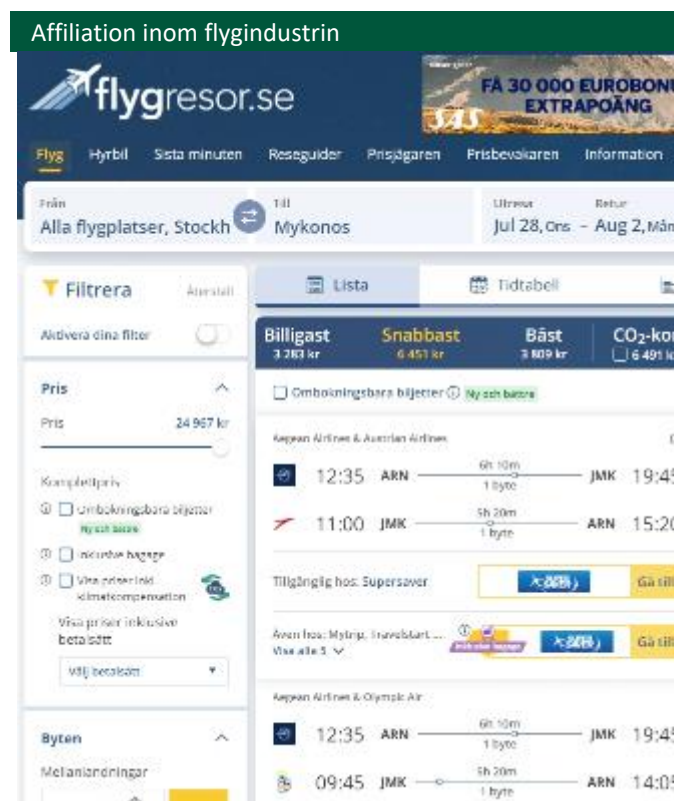 Affiliation inom flygindustrin
flygresor.se
FÅ 30 000 EUROBONU
EXTRAPOÄNG
SAS
Flyg Hyrbil Sista minuten Reseguider Prisjägaren Prisbevakaren Information
Från Till Utresa Retur
Alla flygplatser, Stockh Mykonos Jul 28, Ons – Aug 2, Mån
Filtrera Återställ
Lista Tidtabell
Aktivera dina filter
Billigast Snabbast Bäst CO₂-kor
3 283 kr 6 451 kr 3 809 kr 6 491 k
Pris
Ombokningsbara biljetter Ny och bättre
Pris 24 967 kr
Aegean Airlines & Austrian Airlines
6h 10m
12:35 ARN JMK 19:45
1 byte
Komplettpris
Ombokningsbara biljetter
Ny och bättre
5h 20m
11:00 JMK ARN 15:20
1 byte
Inklusive bagage
Visa priser inkl
klimatkompensation
Tillgänglig hos: Supersaver Gå till
Visa priser inklusive
betalsätt
Även hos: Mytrip, Travelstart ... Gå till
Visa alla 5
Välj betalsätt
Aegean Airlines & Olympic Air
6h 10m
12:35 ARN JMK 19:45
1 byte
Byten
Mellanlandningar
5h 20m
09:45 JMK ARN 14:05
1 byte